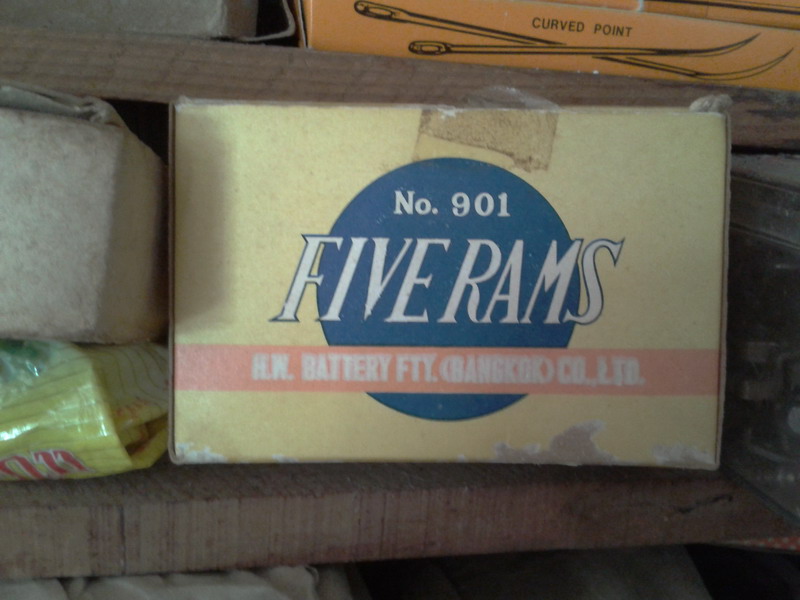 CURVED POINT
No. 901
FIVE RAMS
H.W. BATTERY FTY. (BANGKOK) CO., LTD.